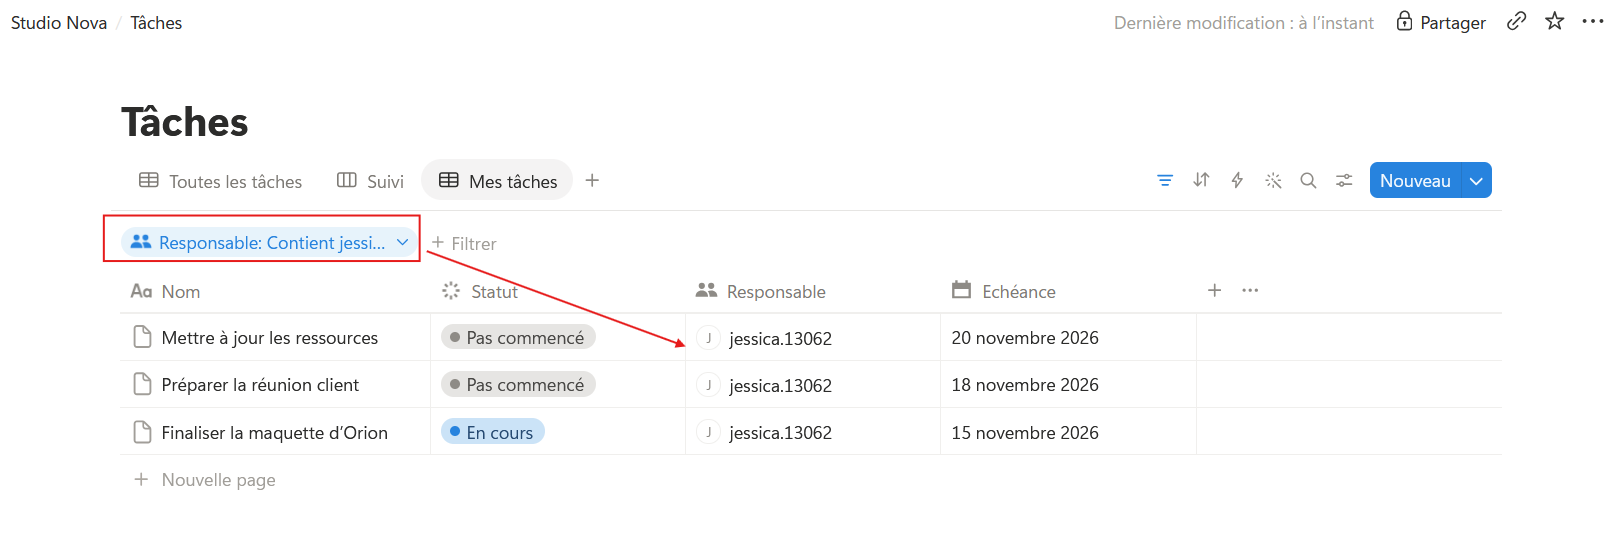 Studio Nova / Tâches
Dernière modification : à l'instant Partager
Tâches
Toutes les tâches Suivi Mes tâches + Nouveau
Responsable: Contient jessi... + Filtrer
Aa Nom Statut Responsable Echéance + ...
Mettre à jour les ressources Pas commencé J jessica.13062 20 novembre 2026
Préparer la réunion client Pas commencé J jessica.13062 18 novembre 2026
Finaliser la maquette d'Orion En cours J jessica.13062 15 novembre 2026
+ Nouvelle page